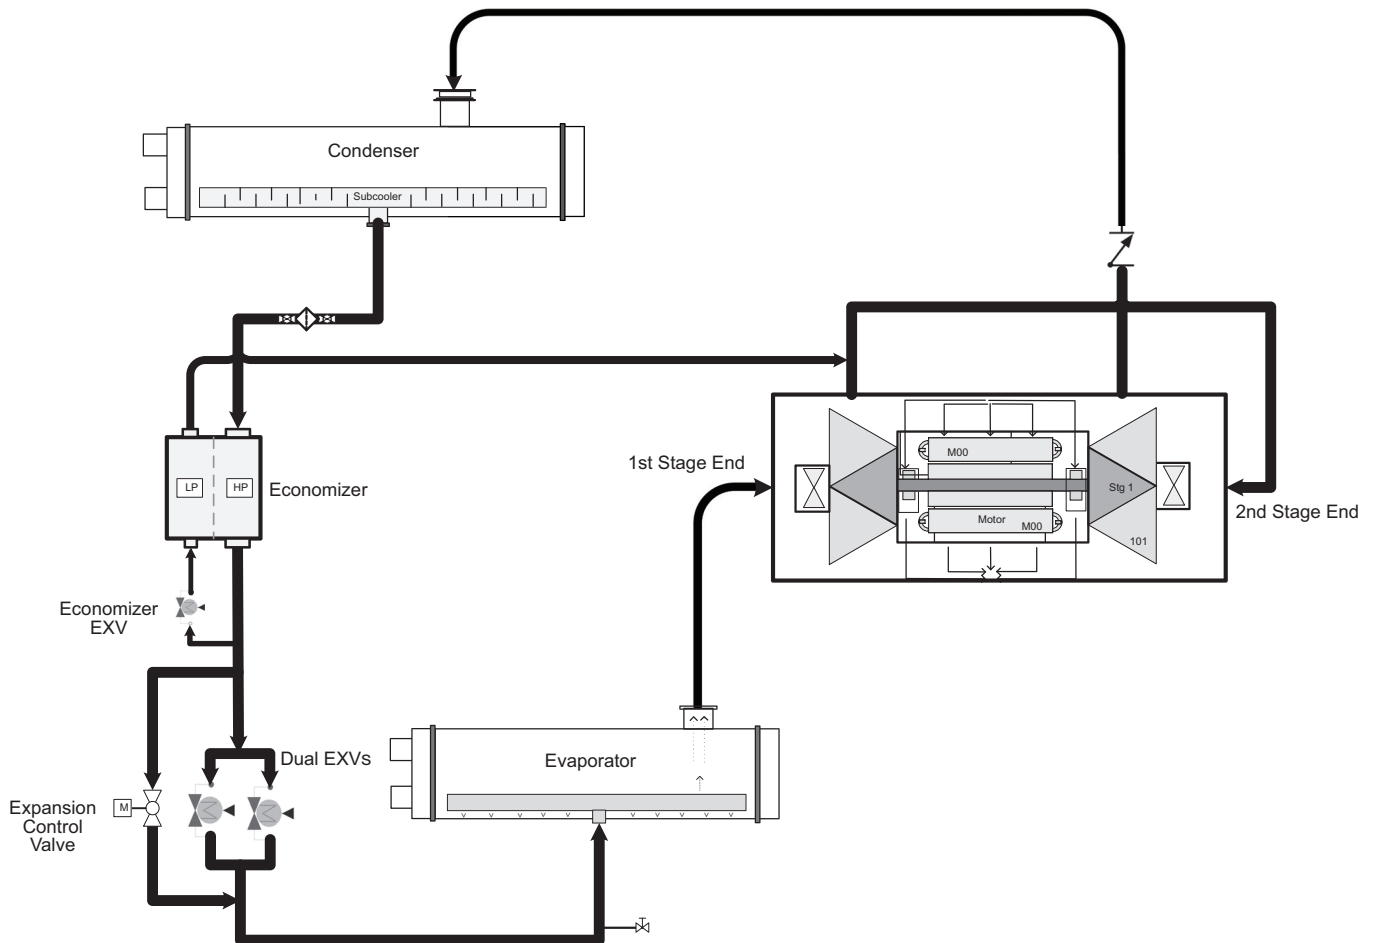 Condenser
Subcooler
1st Stage End
M00
LP
HP
Economizer
Stg 1
2nd Stage End
Motor
M00
101
Economizer
EXV
Dual EXVs
Evaporator
Expansion
Control
Valve
M